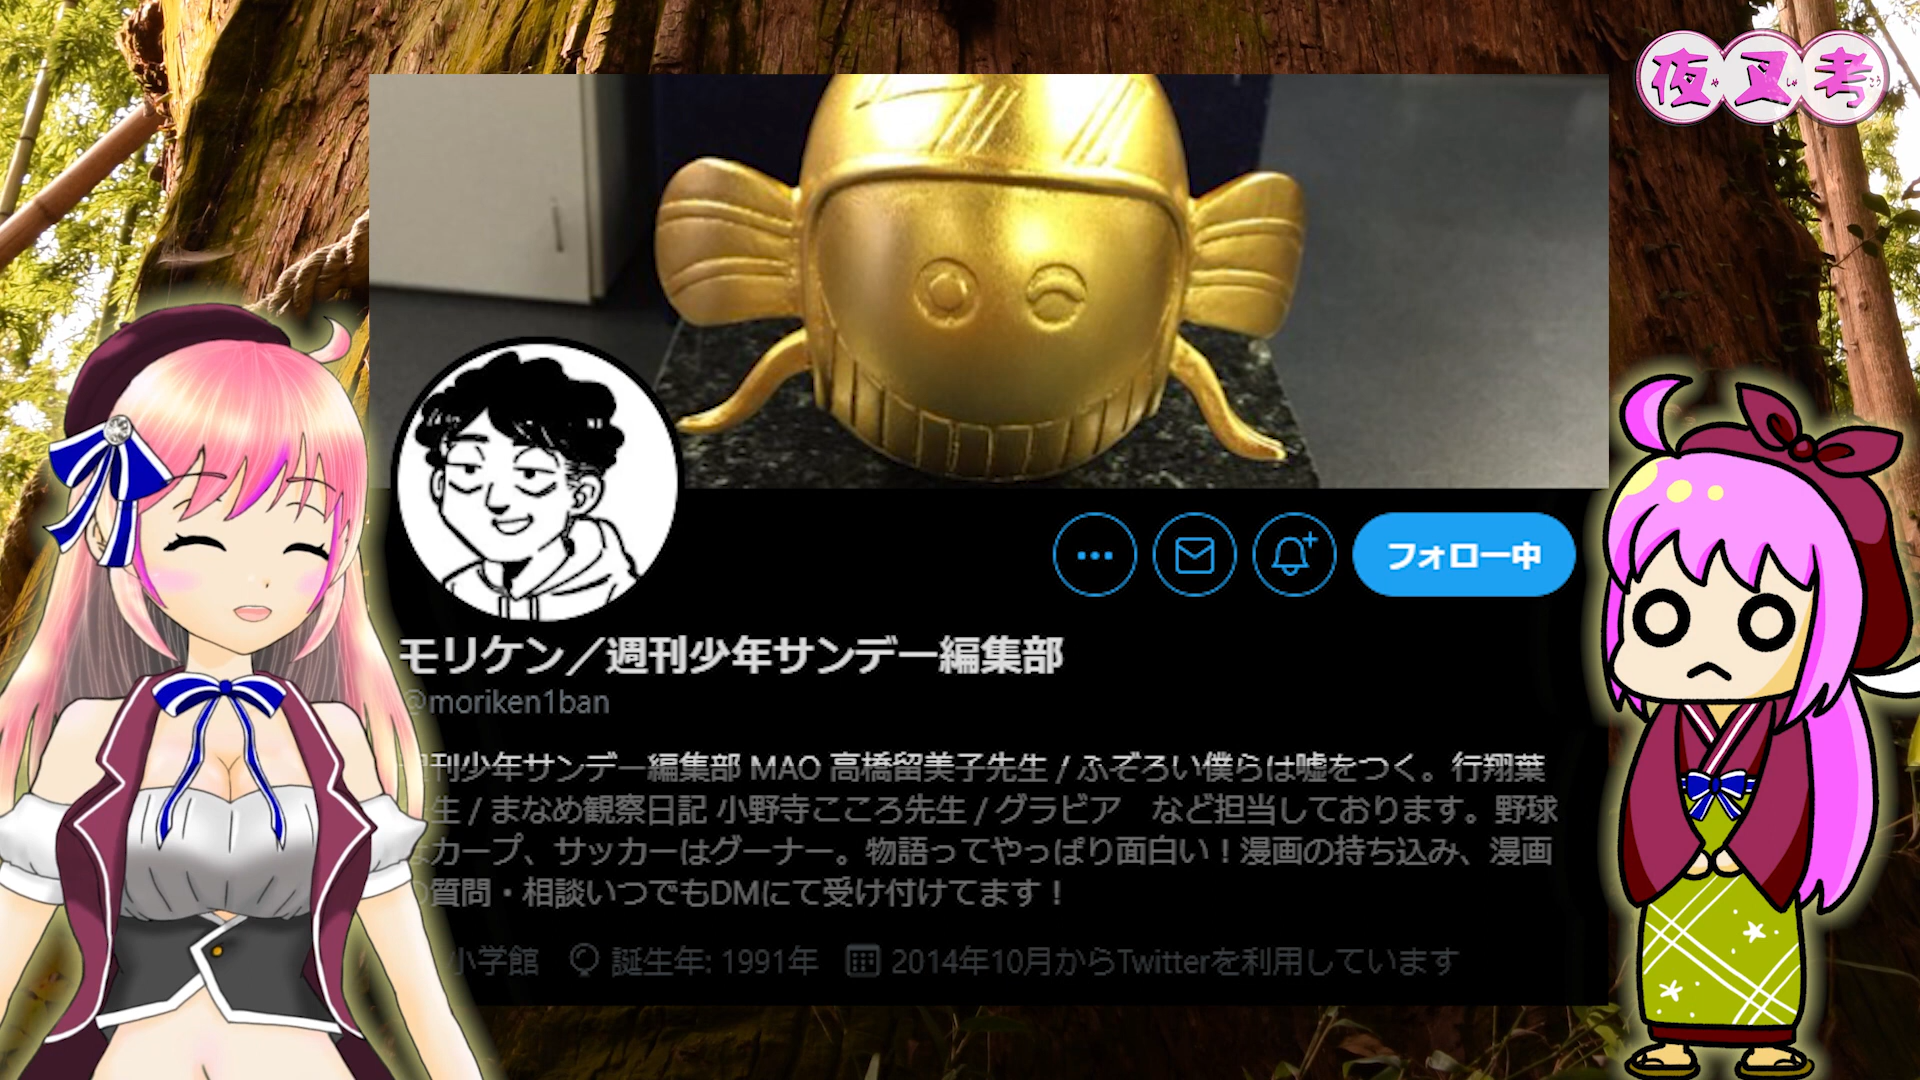 夜叉考
やしゃこう
フォロー中
モリケン／週刊少年サンデー編集部
@moriken1ban
刊少年サンデー編集部 MAO 高橋留美子先生 / ふぞろい僕らは嘘をつく。行翔葉
生 / まなめ観察日記 小野寺こころ先生 / グラビア　など担当しております。野球
カープ、サッカーはグーナー。物語ってやっぱり面白い！漫画の持ち込み、漫画
質問・相談いつでもDMにて受け付けてます！
小学館 誕生年: 1991年 2014年10月からTwitterを利用しています